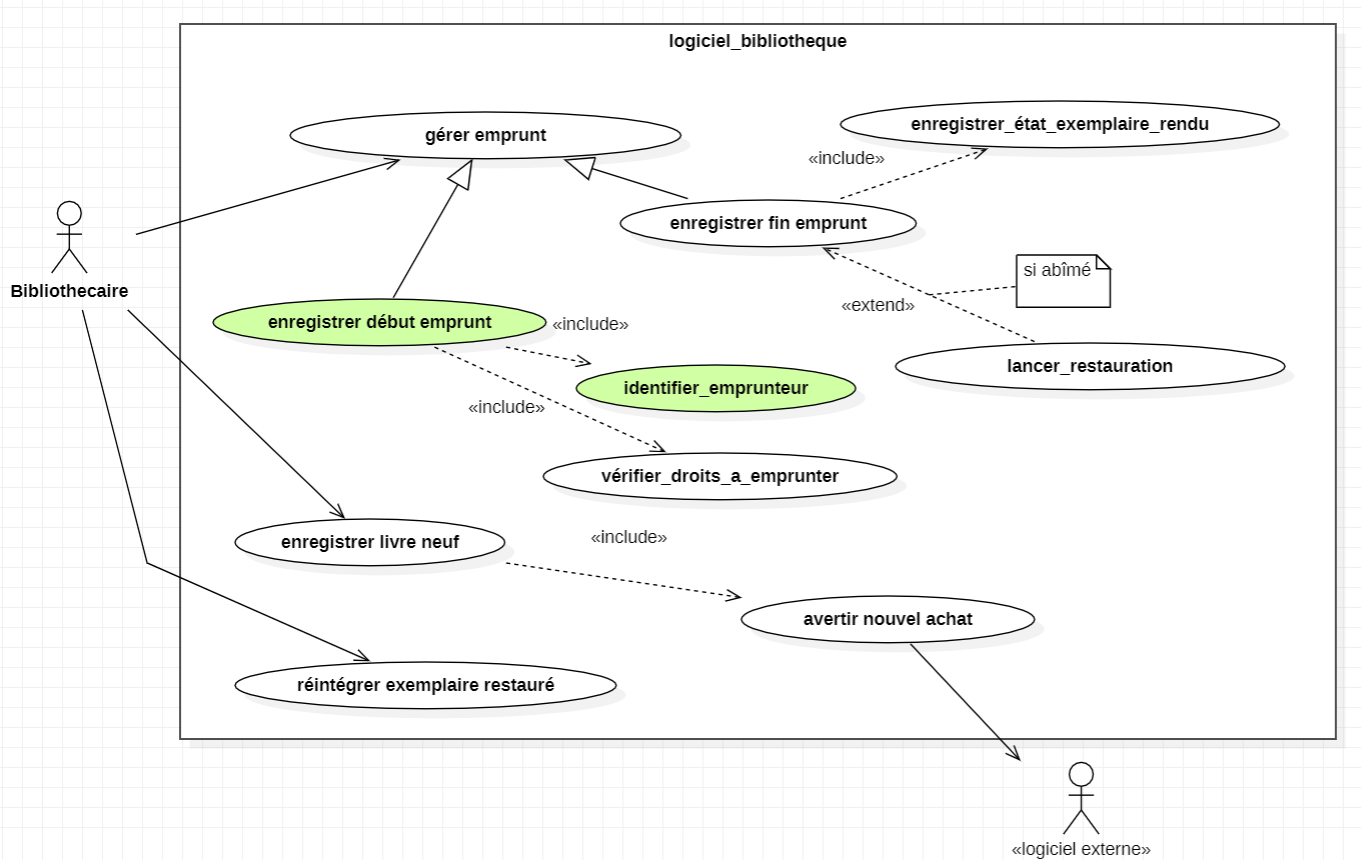 logiciel_bibliotheque
gérer emprunt
enregistrer_état_exemplaire_rendu
«include»
enregistrer fin emprunt
si abîmé
Bibliothecaire
«extend»
enregistrer début emprunt
«include»
lancer_restauration
identifier_emprunteur
«include»
vérifier_droits_a_emprunter
«include»
enregistrer livre neuf
avertir nouvel achat
réintégrer exemplaire restauré
«logiciel externe»